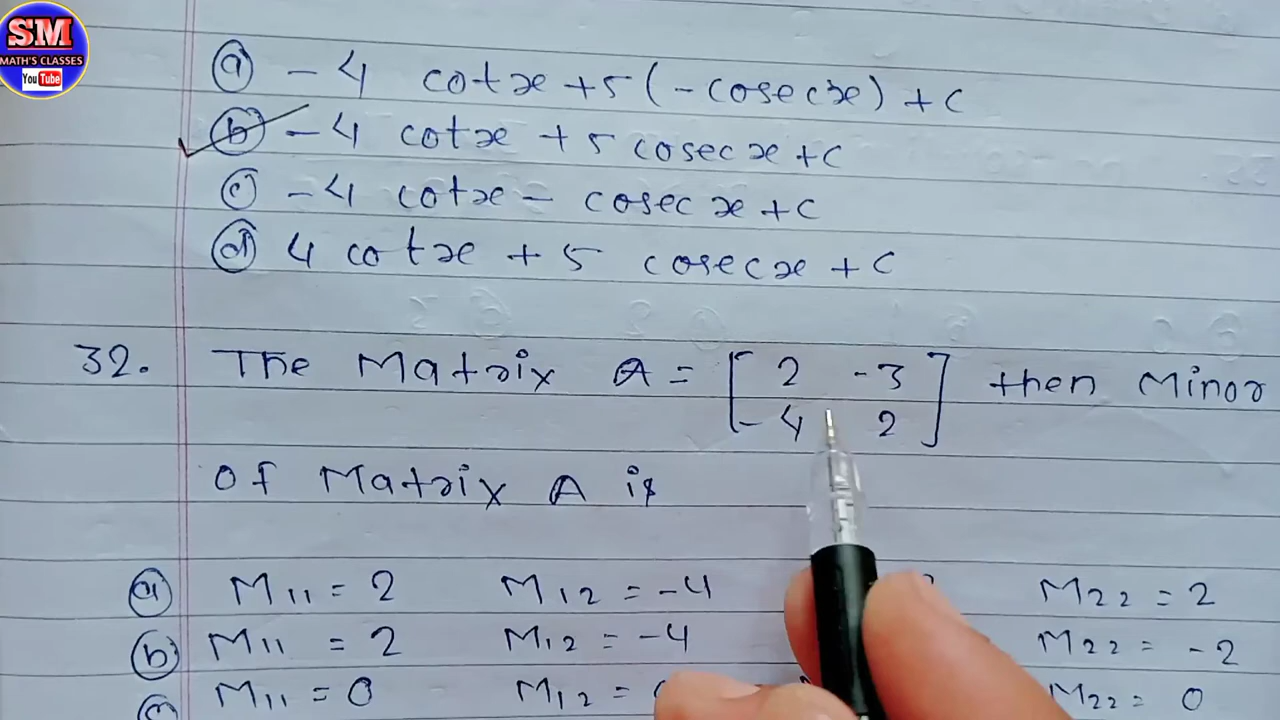 SM
MATH'S CLASSES
YouTube
(a) - 4 cotx + 5 (-cosecx) + c
(b) - 4 cotx + 5 cosecx + c
(c) - 4 cotx - cosecx + c
(d) 4 cotx + 5 cosecx + c
32. The Matrix A = [ 2 -3
-4 2 ] then Minor
Of Matrix A is
(a) M11 = 2 M12 = -4 M22 = 2
(b) M11 = 2 M12 = -4 M22 = -2
M11 = 0 M12 = M22 = 0